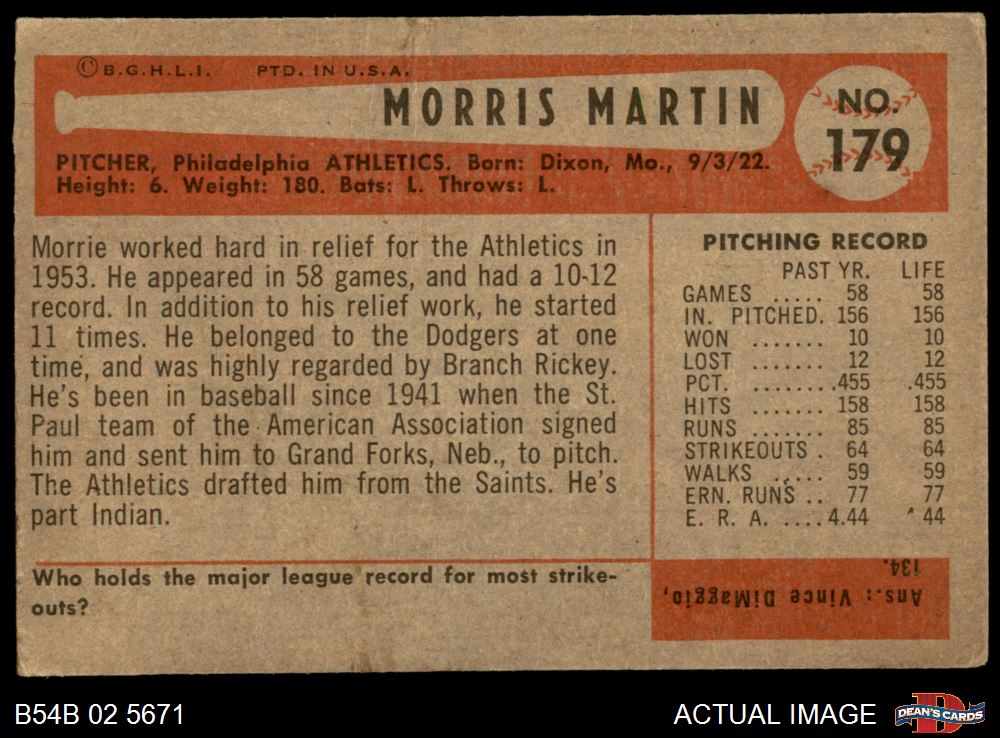 ©B.G.H.L.I. PTD. IN U.S.A.
MORRIS MARTIN
NO.
179
PITCHER, Philadelphia ATHLETICS. Born: Dixon, Mo., 9/3/22.
Height: 6. Weight: 180. Bats: L. Throws: L.
Morrie worked hard in relief for the Athletics in
1953. He appeared in 58 games, and had a 10-12
record. In addition to his relief work, he started
11 times. He belonged to the Dodgers at one
time, and was highly regarded by Branch Rickey.
He's been in baseball since 1941 when the St.
Paul team of the American Association signed
him and sent him to Grand Forks, Neb., to pitch.
The Athletics drafted him from the Saints. He's
part Indian.
PITCHING RECORD
PAST YR. LIFE
GAMES ..... 58 58
IN. PITCHED. 156 156
WON ....... 10 10
LOST ....... 12 12
PCT. ........ .455 .455
HITS ....... 158 158
RUNS ....... 85 85
STRIKEOUTS . 64 64
WALKS ..... 59 59
ERN. RUNS .. 77 77
E. R. A. .... 4.44 44
Who holds the major league record for most strike-
outs?
Ans.: Vince DiMaggio,
134.
B54B 02 5671
ACTUAL IMAGE
DEAN'S CARDS